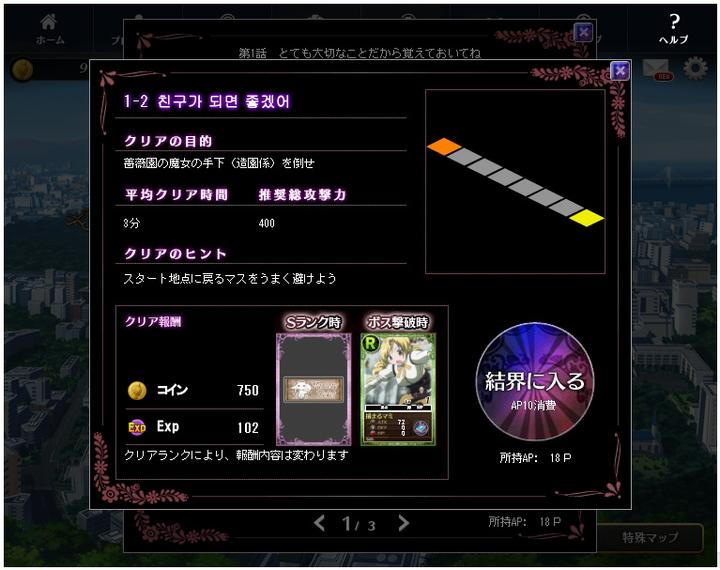 ホーム
ヘルプ
第1話 とても大切なことだから覚えておいてね
9
1-2 친구가 되면 좋겠어
クリアの目的
薔薇園の魔女の手下（造園係）を倒せ
平均クリア時間 推奨総攻撃力
3分 400
クリアのヒント
スタート地点に戻るマスをうまく避けよう
クリア報酬
Sランク時 ボス撃破時
R
コイン 750
Exp Exp 102
クリアランクにより、報酬内容は変わります
結界に入る
AP10消費
所持AP: 18 P
1/ 3
所持AP: 18 P
特殊マップ